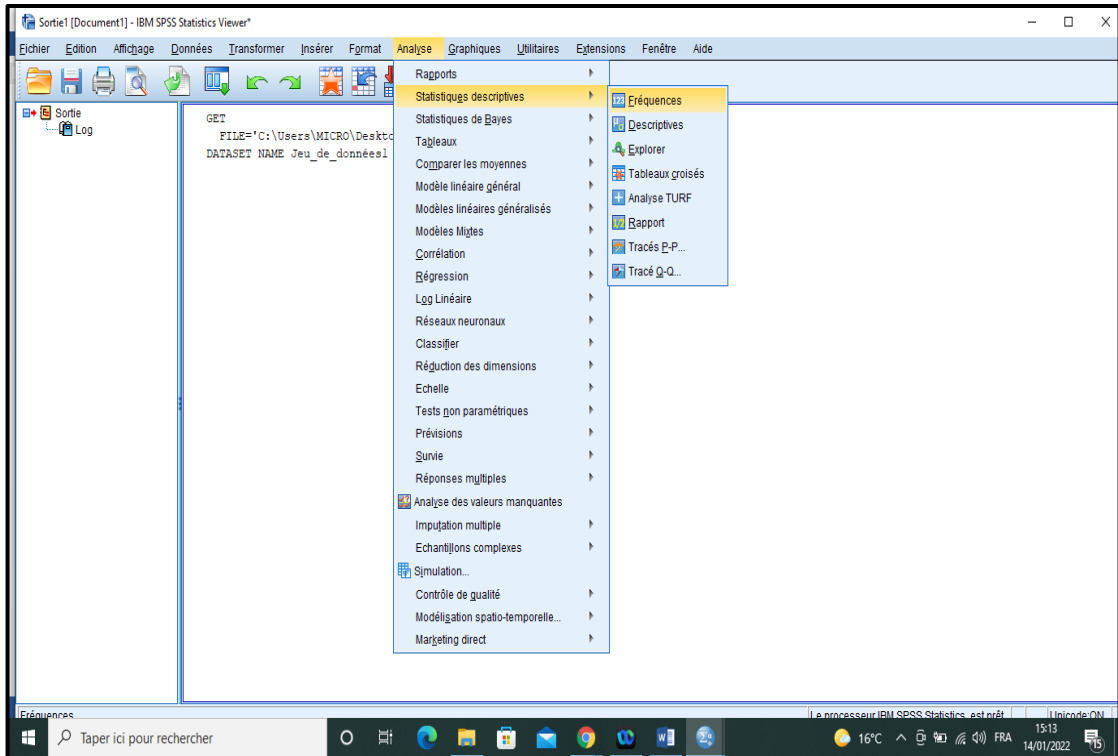 Sortie1 [Document1] - IBM SPSS Statistics Viewer*
Fichier Edition Affichage Données Transformer Insérer Format Analyse Graphiques Utilitaires Extensions Fenêtre Aide
Sortie
Log
GET
FILE='C:\Users\MICRO\Deskto
DATASET NAME Jeu_de_données1
Rapports
Statistiques descriptives
Statistiques de Bayes
Tableaux
Comparer les moyennes
Modèle linéaire général
Modèles linéaires généralisés
Modèles Mixtes
Corrélation
Régression
Log Linéaire
Réseaux neuronaux
Classifier
Réduction des dimensions
Echelle
Tests non paramétriques
Prévisions
Survie
Réponses multiples
Analyse des valeurs manquantes
Imputation multiple
Echantillons complexes
Simulation...
Contrôle de qualité
Modélisation spatio-temporelle...
Marketing direct
Fréquences
Descriptives
Explorer
Tableaux croisés
Analyse TURF
Rapport
Tracés P-P...
Tracé Q-Q...
Fréquences
Le processeur IBM SPSS Statistics est prêt
Unicode:ON
Taper ici pour rechercher
16°C
FRA
15:13
14/01/2022
15